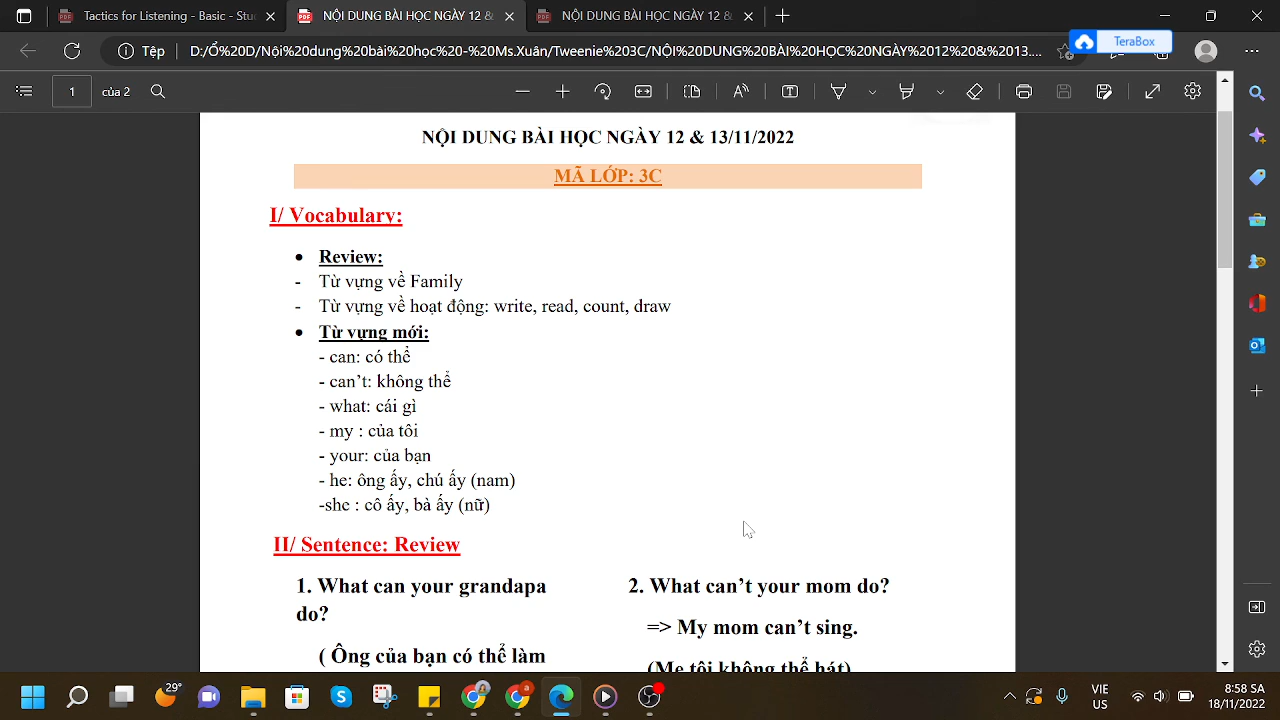 Tactics for Listening - Basic - Stu
NỘI DUNG BÀI HỌC NGÀY 12 &
NỘI DUNG BÀI HỌC NGÀY 12 &
Tệp
D:/Ổ%20D/Nội%20dung%20bài%20học%20-%20Ms.Xuân/Tweenie%203C/NỘI%20DUNG%20BÀI%20HỌC%20NGÀY%2012%20&%2013...
TeraBox
1 của 2
NỘI DUNG BÀI HỌC NGÀY 12 & 13/11/2022
MÃ LỚP: 3C
I/ Vocabulary:
• Review:
- Từ vựng về Family
- Từ vựng về hoạt động: write, read, count, draw
• Từ vựng mới:
- can: có thể
- can't: không thể
- what: cái gì
- my : của tôi
- your: của bạn
- he: ông ấy, chú ấy (nam)
-she : cô ấy, bà ấy (nữ)
II/ Sentence: Review
1. What can your grandapa
do?
( Ông của bạn có thể làm
2. What can't your mom do?
=> My mom can't sing.
(Mẹ tôi không thể hát)
29°
VIE
US
8:58 SA
18/11/2022